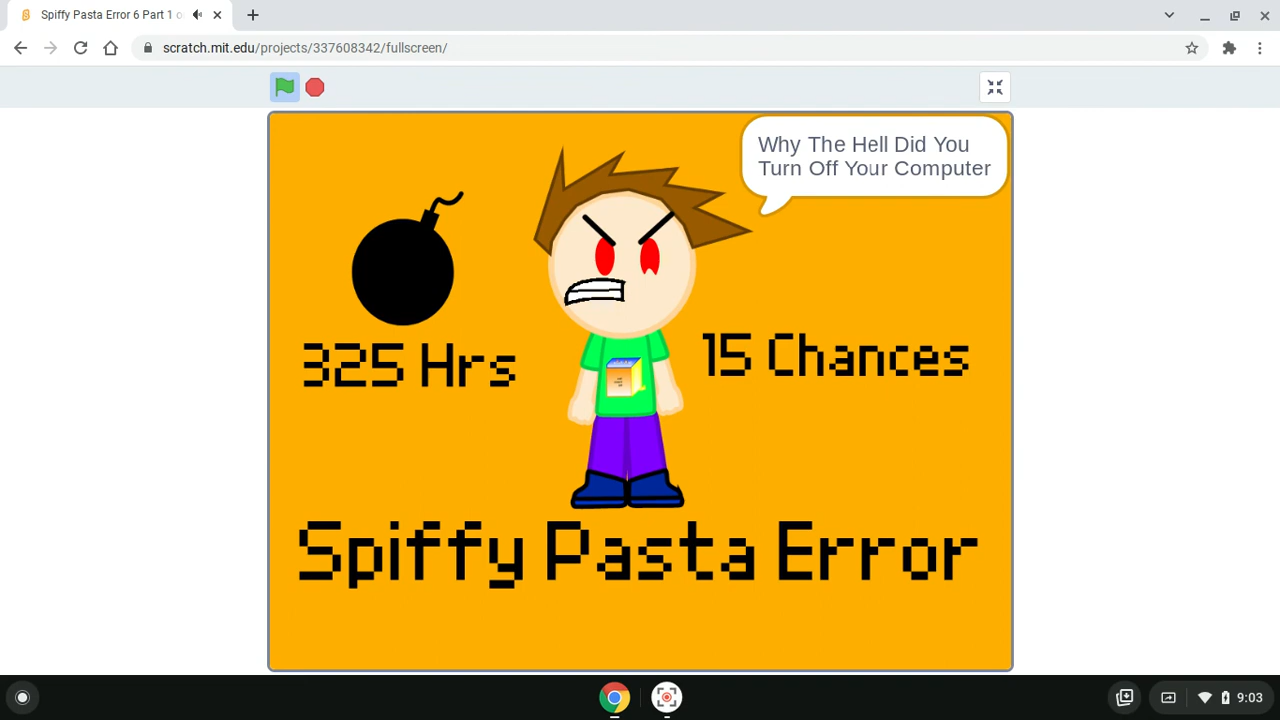 Spiffy Pasta Error 6 Part 1
scratch.mit.edu/projects/337608342/fullscreen/
Why The Hell Did You
Turn Off Your Computer
325 Hrs
15 Chances
Spiffy Pasta Error
9:03